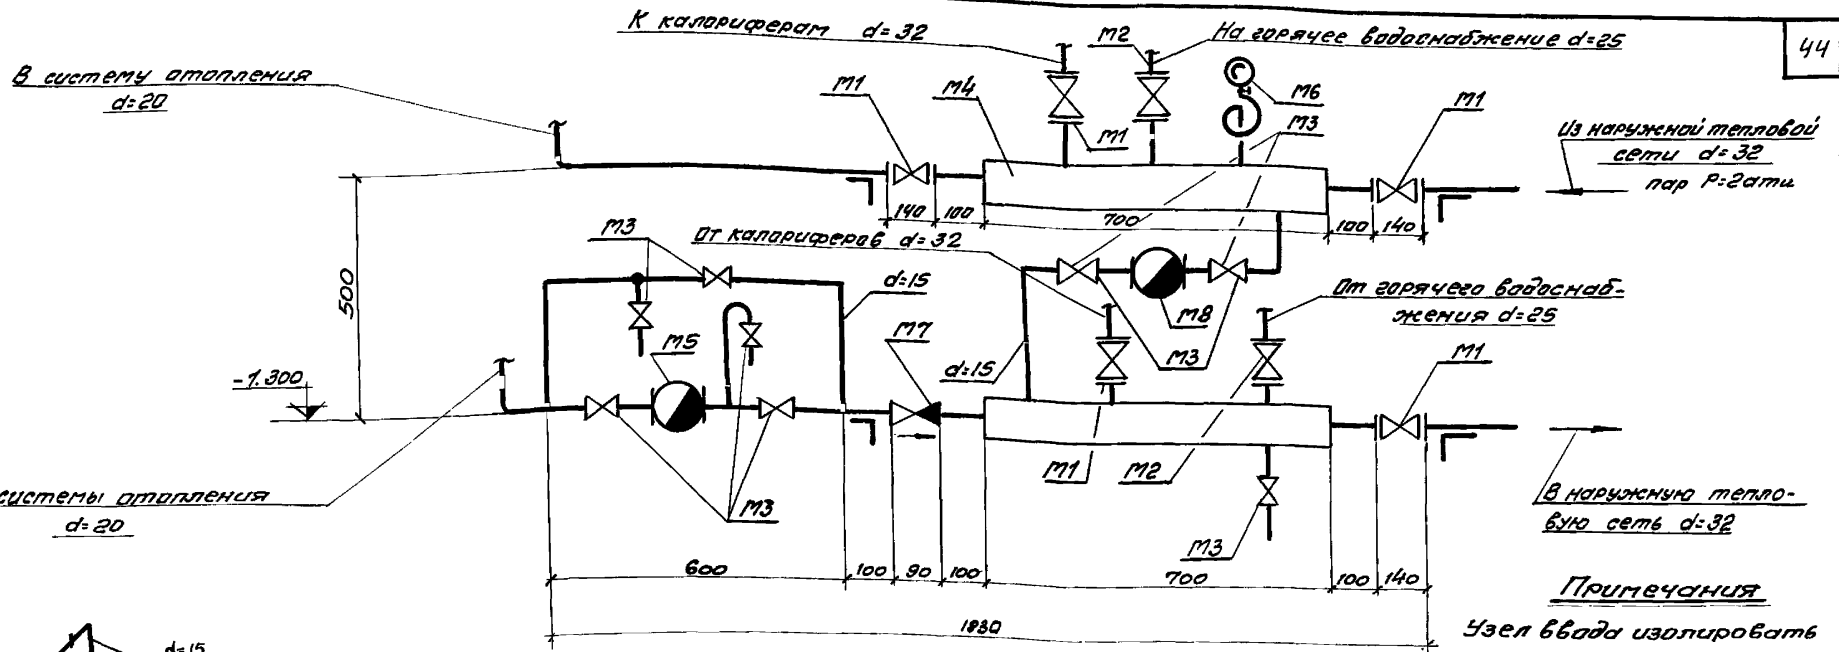 К калориферам d=32
М2
На горячее водоснабжение d=25
44
В систему отопления
d=20
М1
М4
М6
М1
М3
М1
Из наружной тепловой
сети d=32
пар Р=2ати
140
100
700
100
140
М3
От калориферов d=32
500
d=15
От горячего водоснаб-
жения d=25
М8
М7
М5
М3
М1
d=15
-1.300
М1
М2
системы отопления
d=20
М3
В наружную тепло-
вую сеть d=32
М3
600
100
90
100
700
100
140
Примечания
1830
Узел ввода изолировать
d=15